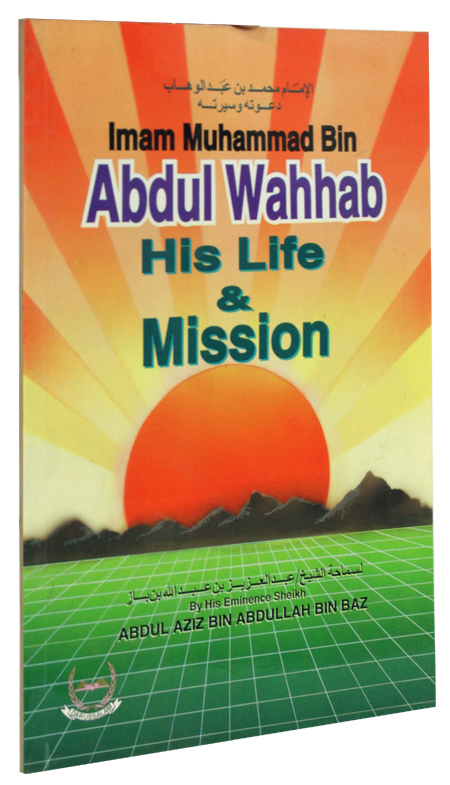 الإمام محمد بن عبد الوهاب
دعوته وسيرته
Imam Muhammad Bin
Abdul Wahhab
His Life
&
Mission
لسماحة الشيخ/ عبد العزيز بن عبد الله بن باز
By His Eminence Sheikh
ABDUL AZIZ BIN ABDULLAH BIN BAZ
DARUSSALAM